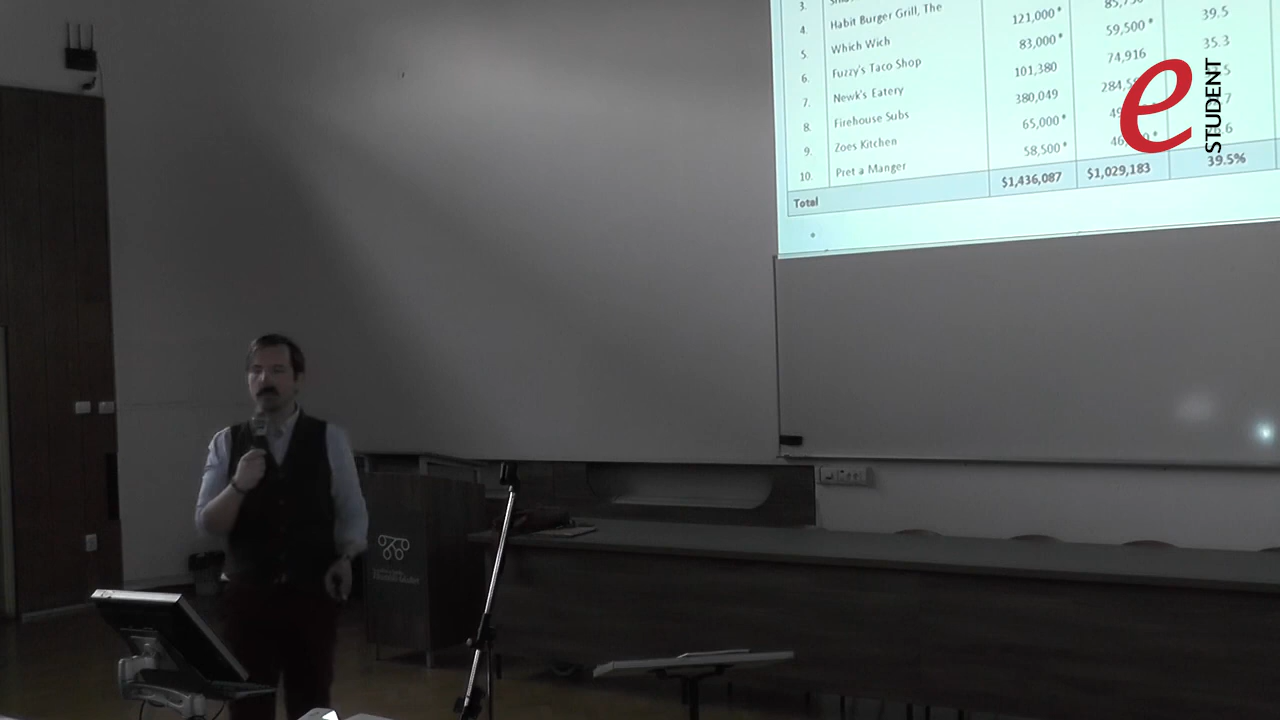 3.
4. Habit Burger Grill, The
5. Which Wich 121,000*
6. Fuzzy's Taco Shop 83,000* 59,500* 39.5
7. Newk's Eatery 101,380 74,916 35.3
8. Firehouse Subs 380,049
9. Zoes Kitchen 65,000*
10. Pret a Manger 58,500*
Total $1,436,087 $1,029,183 39.5%
e STUDENT